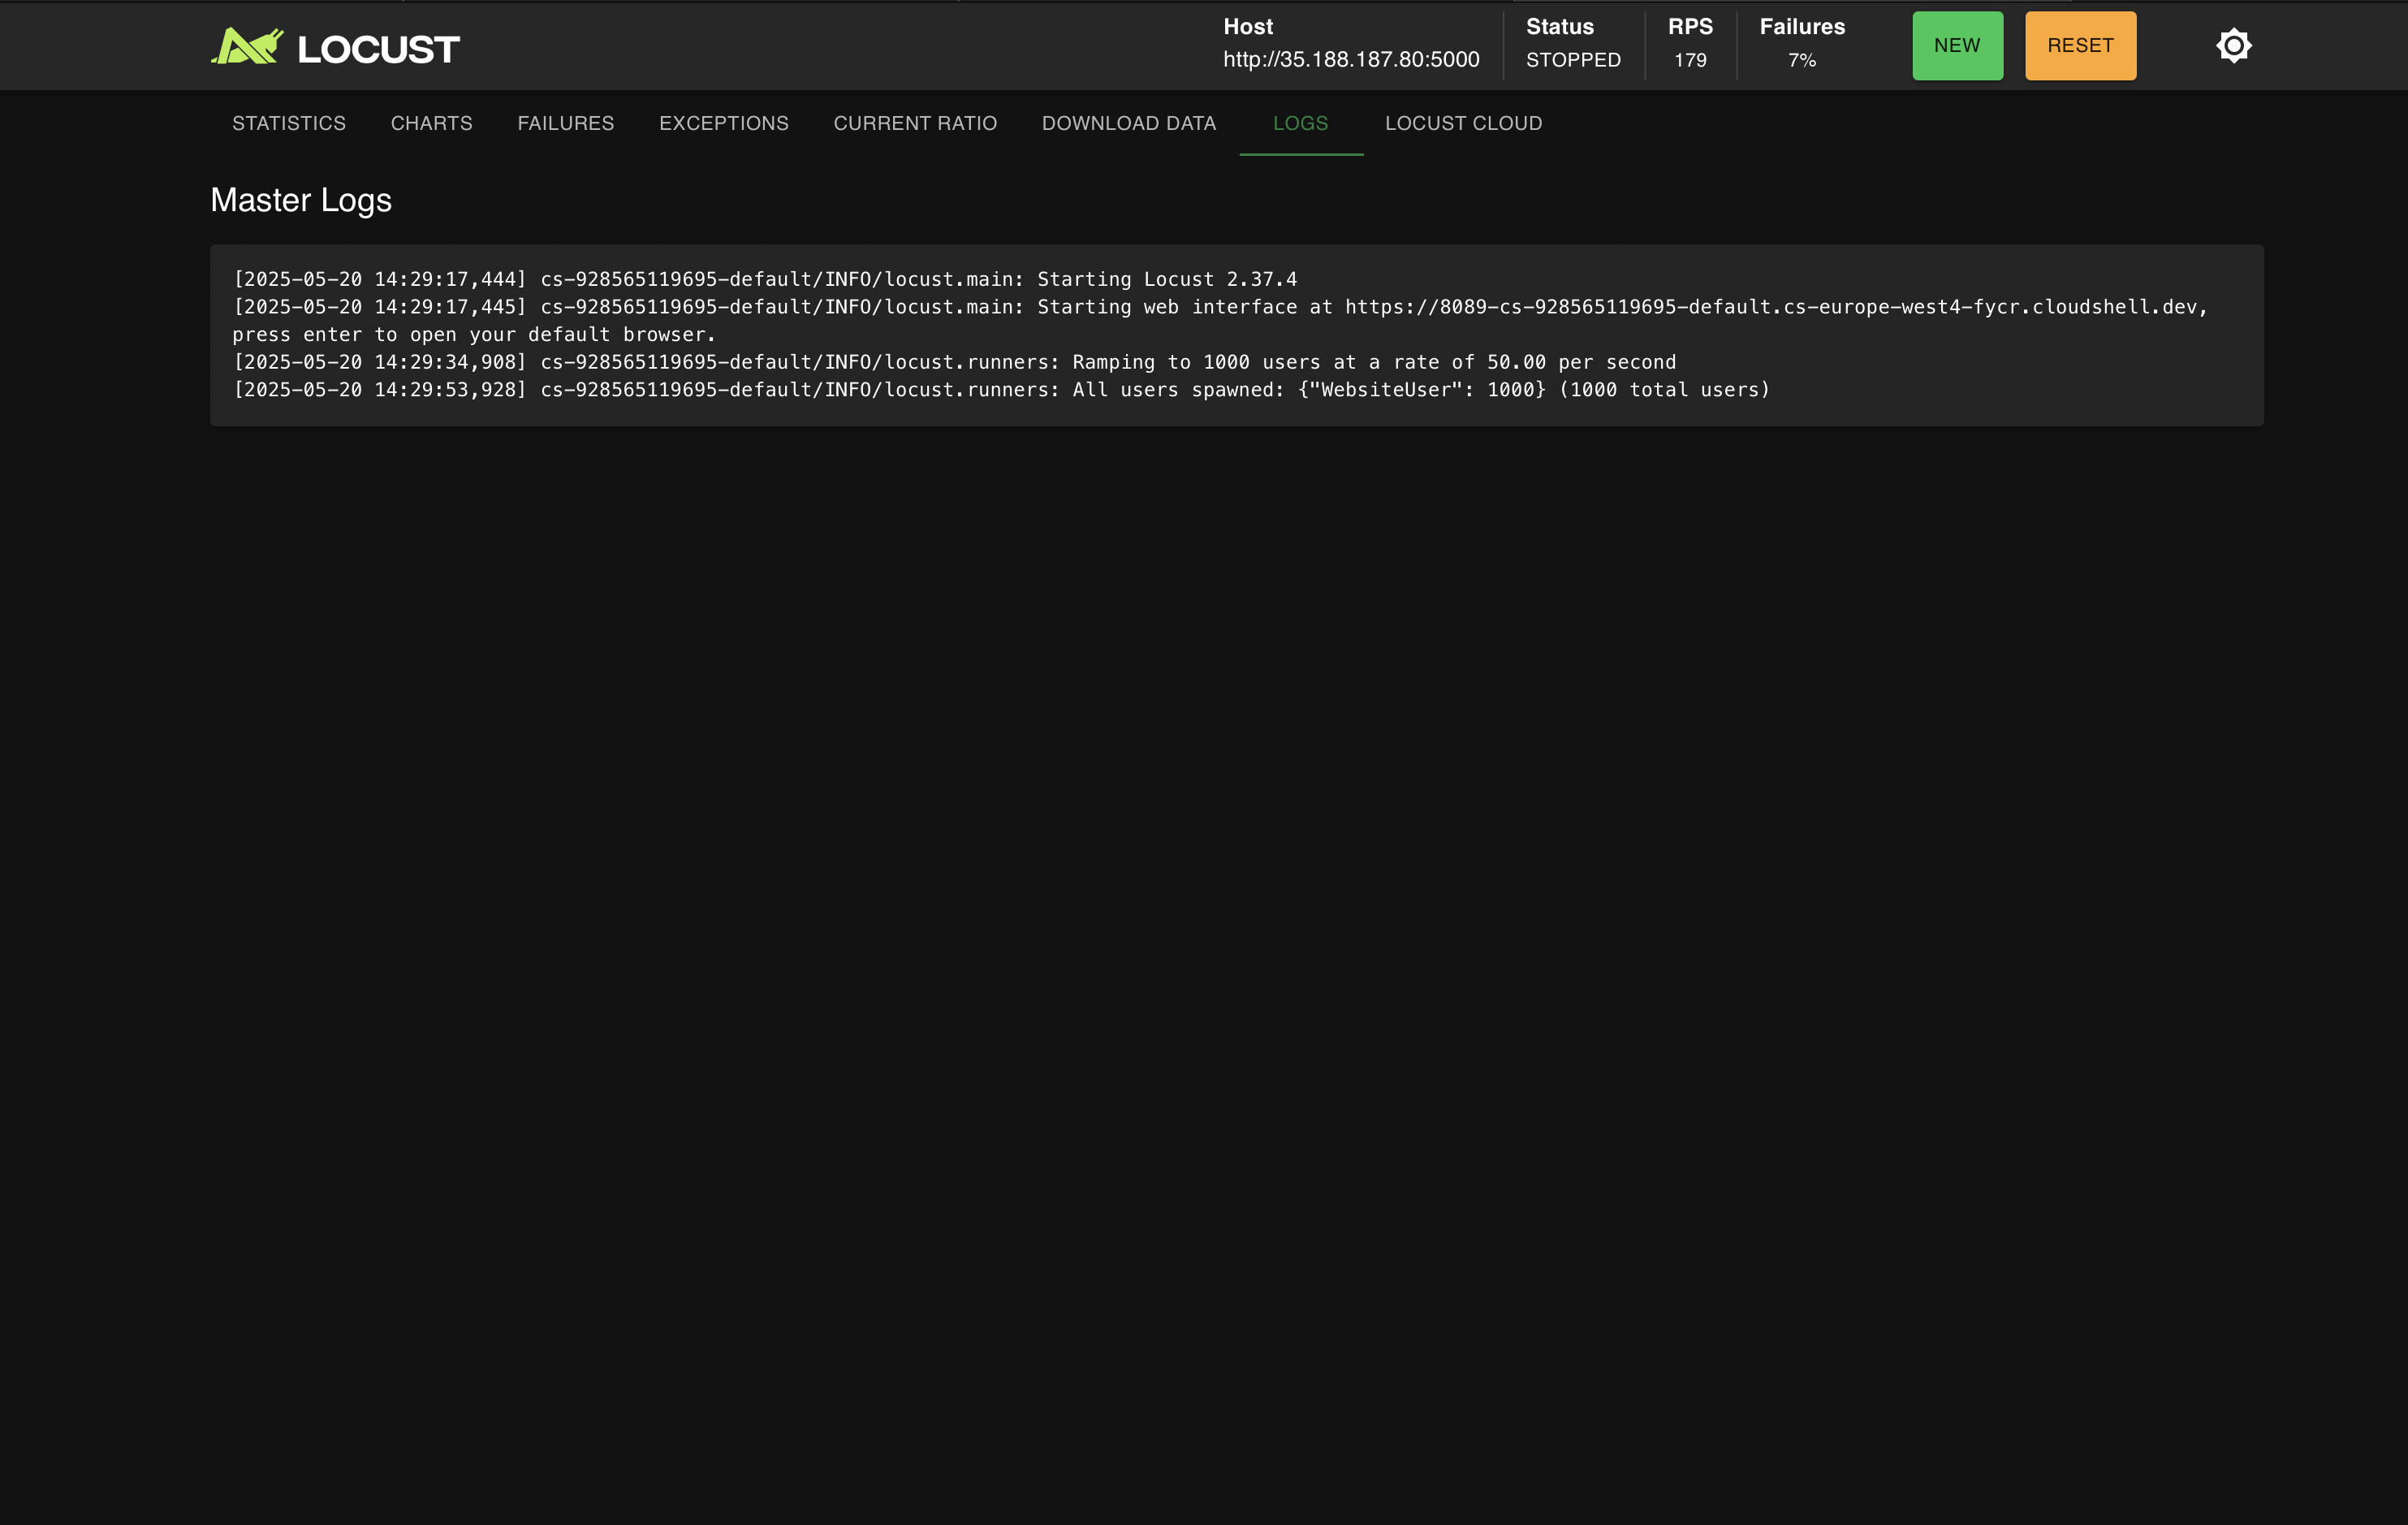 LOCUST
Host
http://35.188.187.80:5000
Status
STOPPED
RPS
179
Failures
7%
NEW
RESET
STATISTICS
CHARTS
FAILURES
EXCEPTIONS
CURRENT RATIO
DOWNLOAD DATA
LOGS
LOCUST CLOUD
Master Logs
[2025-05-20 14:29:17,444] cs-928565119695-default/INFO/locust.main: Starting Locust 2.37.4
[2025-05-20 14:29:17,445] cs-928565119695-default/INFO/locust.main: Starting web interface at https://8089-cs-928565119695-default.cs-europe-west4-fycr.cloudshell.dev,
press enter to open your default browser.
[2025-05-20 14:29:34,908] cs-928565119695-default/INFO/locust.runners: Ramping to 1000 users at a rate of 50.00 per second
[2025-05-20 14:29:53,928] cs-928565119695-default/INFO/locust.runners: All users spawned: {"WebsiteUser": 1000} (1000 total users)